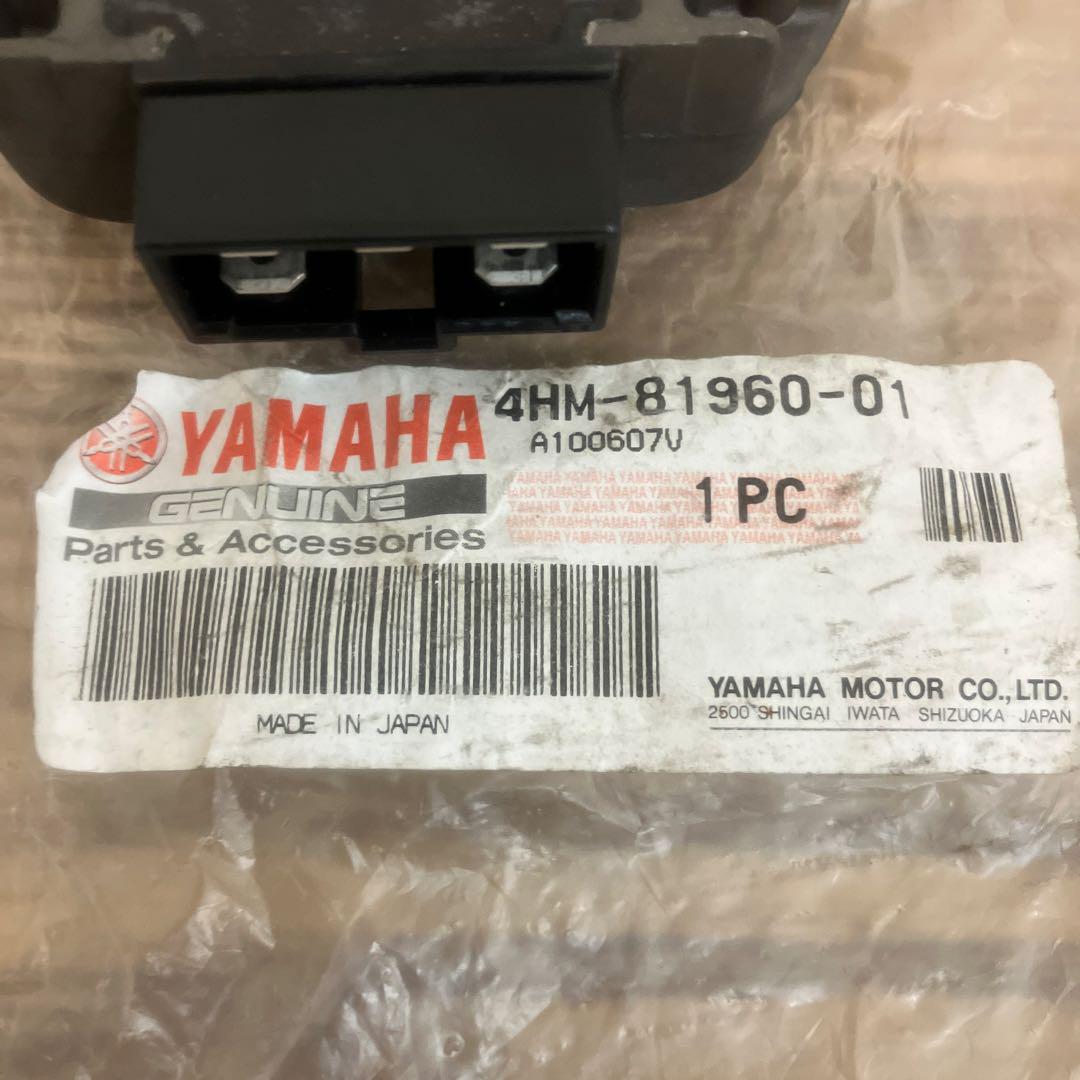 YAMAHA
4HM-81960-01
A100607V
GENUINE
1 PC
Parts & Accessories
MADE IN JAPAN
YAMAHA MOTOR CO.,LTD.
2500 SHINGAI IWATA SHIZUOKA JAPAN